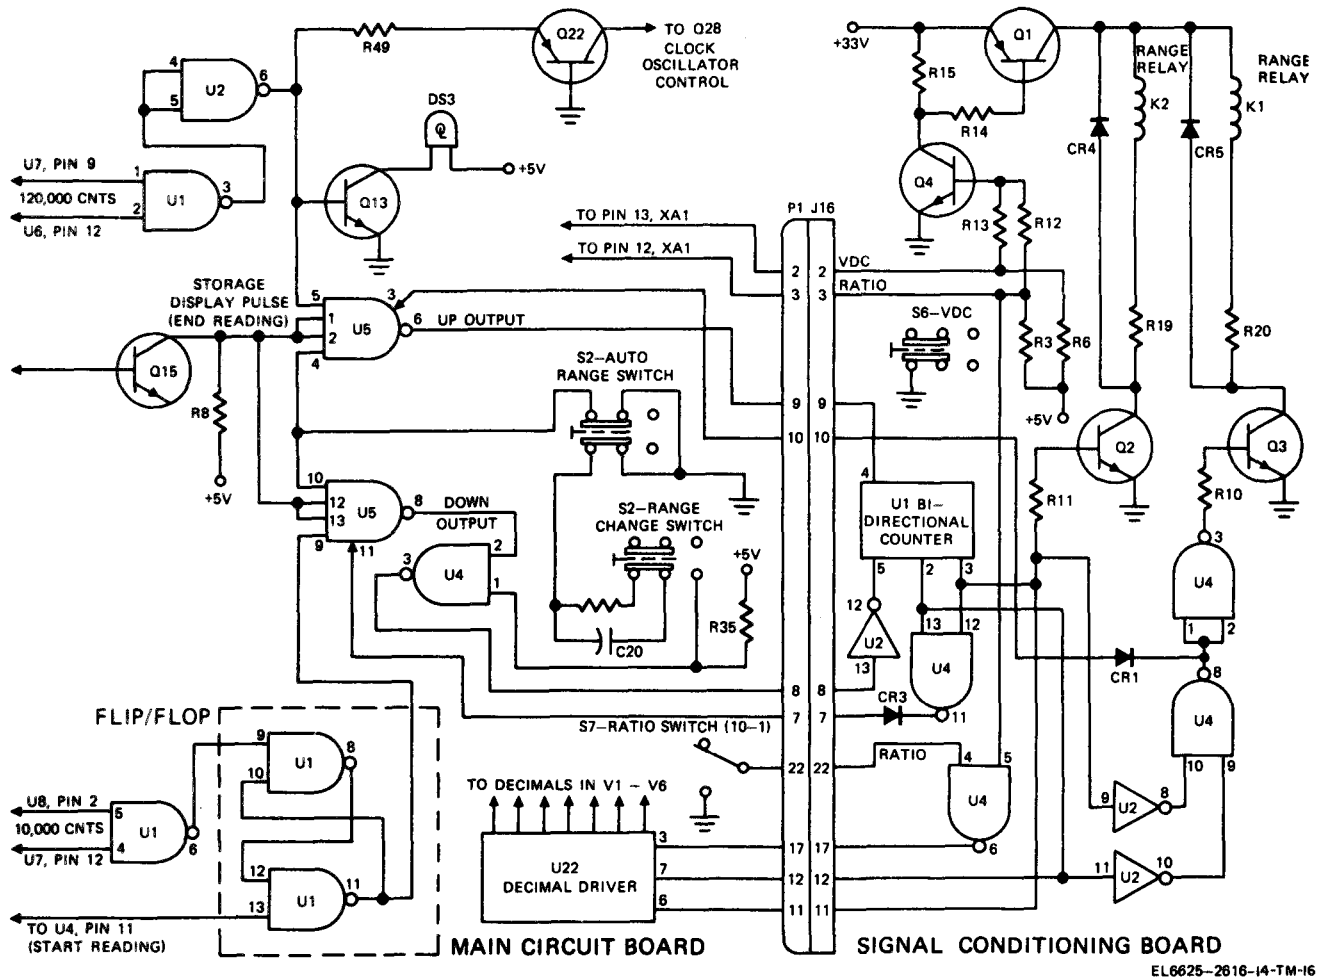 R49
Q22
TO Q28
CLOCK
OSCILLATOR
CONTROL
4
5
U2
6
DS3
+5V
U7, PIN 9
120,000 CNTS
U6, PIN 12
1
2
U1
3
Q13
+33V
R15
Q1
R14
Q4
R13
R12
RANGE
RELAY
K2
CR4
CR5
RANGE
RELAY
K1
TO PIN 13, XA1
TO PIN 12, XA1
P1 J16
2 2 VDC
3 3 RATIO
STORAGE
DISPLAY PULSE
(END READING)
Q15
R8
+5V
5
1
2
4
3
U5
6
UP OUTPUT
S2-AUTO
RANGE SWITCH
S6-VDC
R3
R6
+5V
R19
R20
9 9
10 10
Q2
Q3
R11
R10
10
12
13
9
U5
8
11
DOWN
OUTPUT
S2-RANGE
CHANGE SWITCH
3
U4
2
1
+5V
R35
C20
4
U1 BI-
DIRECTIONAL
COUNTER
5
2
3
12
U2
13
13
12
U4
11
CR3
3
U4
1
2
CR1
8
U4
10
9
8 8
7 7
FLIP/FLOP
S7-RATIO SWITCH (10-1)
22 22
RATIO
4
5
U4
6
9
10
U1
8
U8, PIN 2
10,000 CNTS
U7, PIN 12
5
4
U1
6
12
13
U1
11
TO U4, PIN 11
(START READING)
TO DECIMALS IN V1 - V6
U22
DECIMAL DRIVER
3
7
6
17 17
12 12
11 11
9
U2
8
11
U2
10
MAIN CIRCUIT BOARD
SIGNAL CONDITIONING BOARD
EL6625-2616-14-TM-16